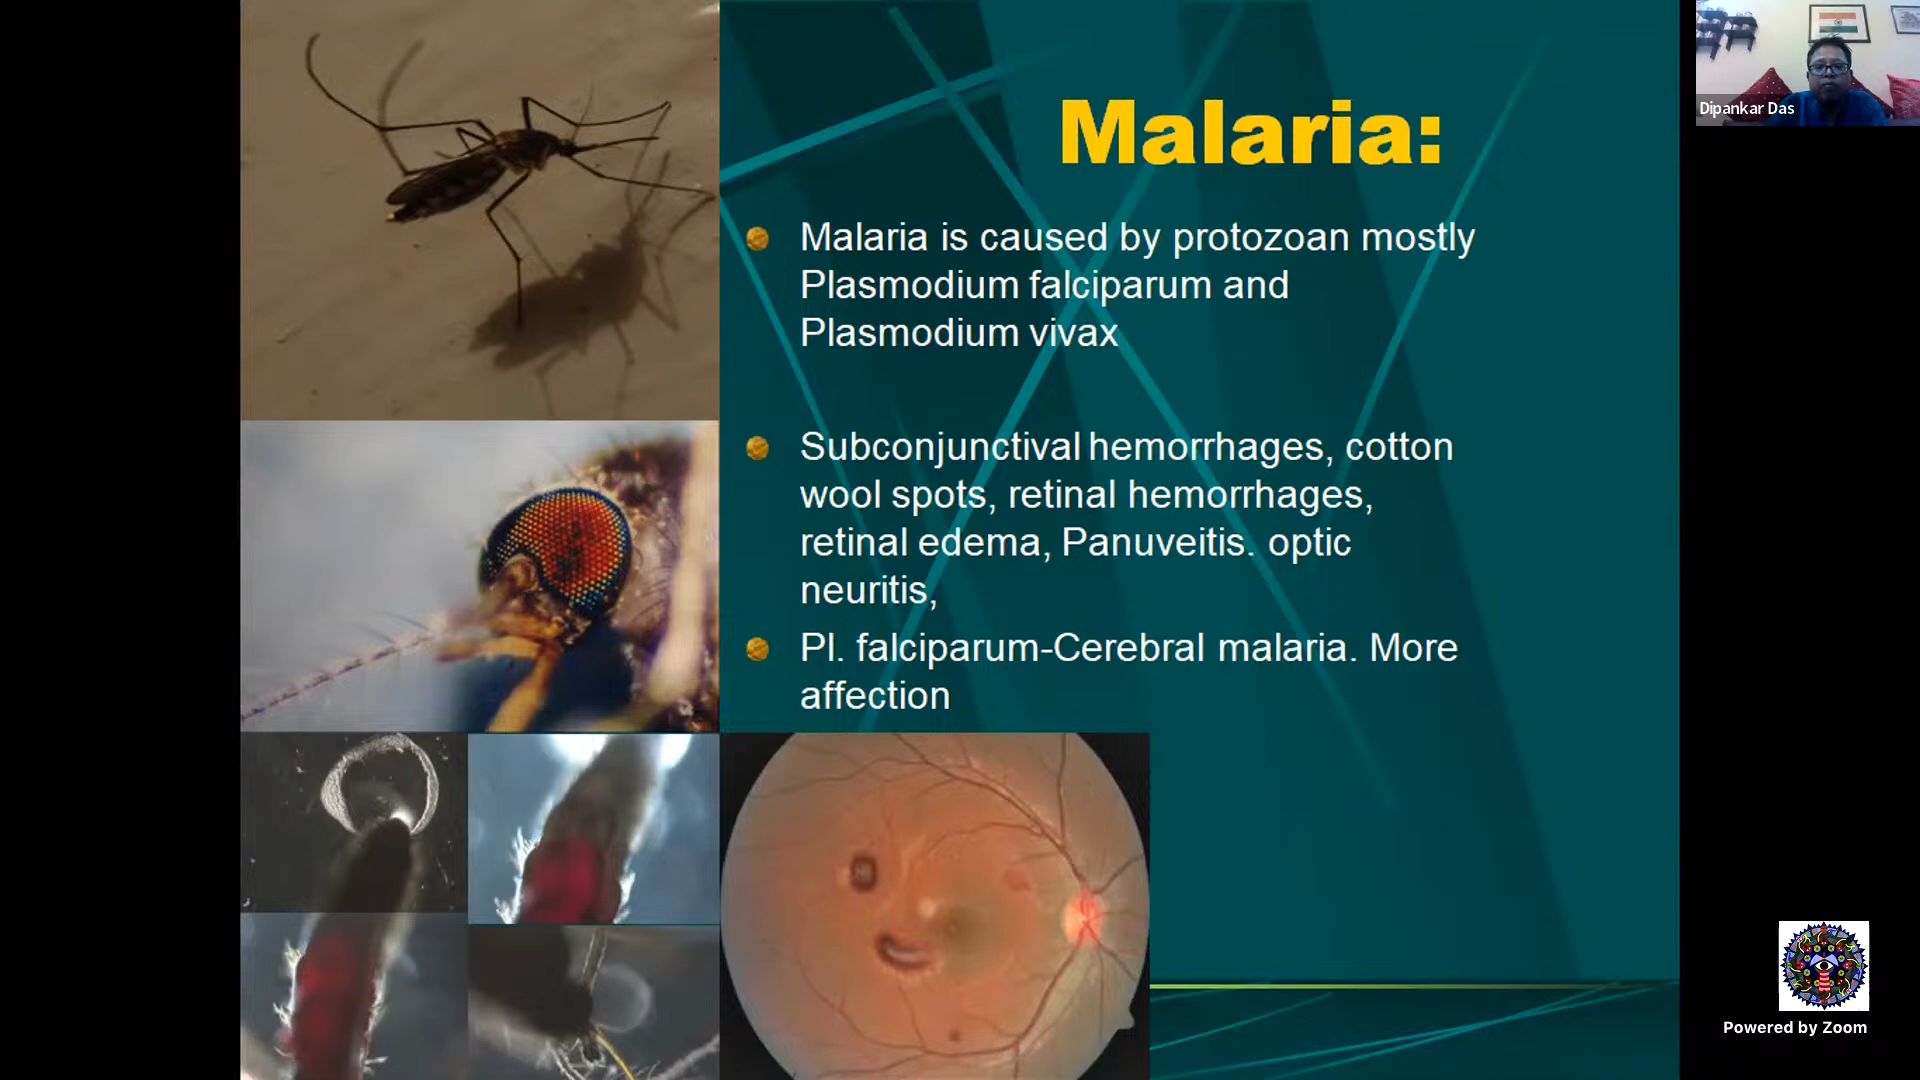 Malaria:
Malaria is caused by protozoan mostly
Plasmodium falciparum and
Plasmodium vivax
Subconjunctival hemorrhages, cotton
wool spots, retinal hemorrhages,
retinal edema, Panuveitis. optic
neuritis,
Pl. falciparum-Cerebral malaria. More
affection
Dipankar Das
Powered by Zoom